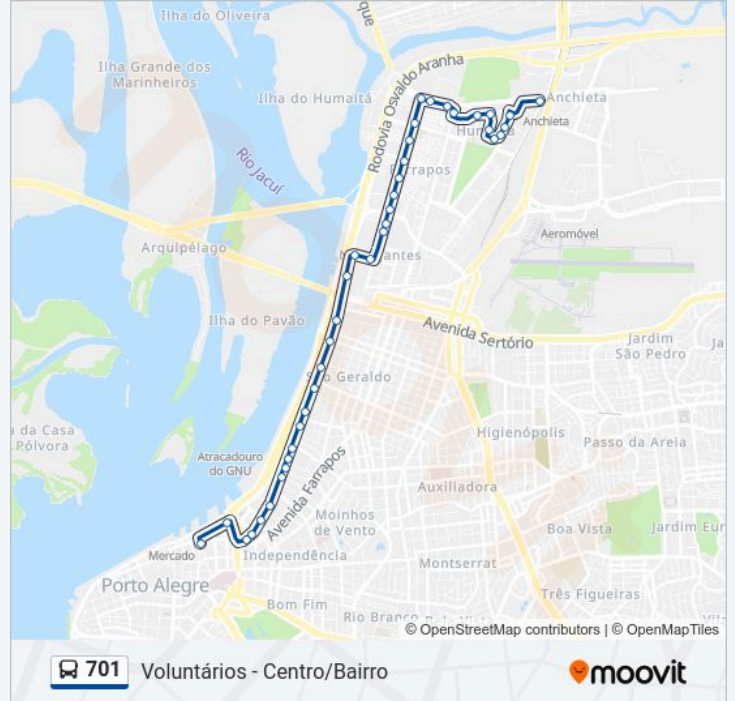 Ilha do Oliveira
que
Ilha Grande dos
Marinheiros
Ilha do Humaitá
Rodovia Osvaldo Aranha
Anchieta
Anchieta
Rio Jacuí
Arquipélago
Aeromóvel
Ilha do Pavão
Avenida Sertório
Jardim
São Pedro
Ja
Geraldo
a da Casa
Pólvora
Higienópolis
Passo da Areia
Atracadouro
do GNU
Avenida Farrapos
Auxiliadora
Moinhos
de Vento
Boa Vista
Jardim Eur
Mercado
Independência
Montserrat
Porto Alegre
Três Figueiras
Bom Fim
Rio Branco
© OpenStreetMap contributors | © OpenMapTiles
701 Voluntários - Centro/Bairro
moovit